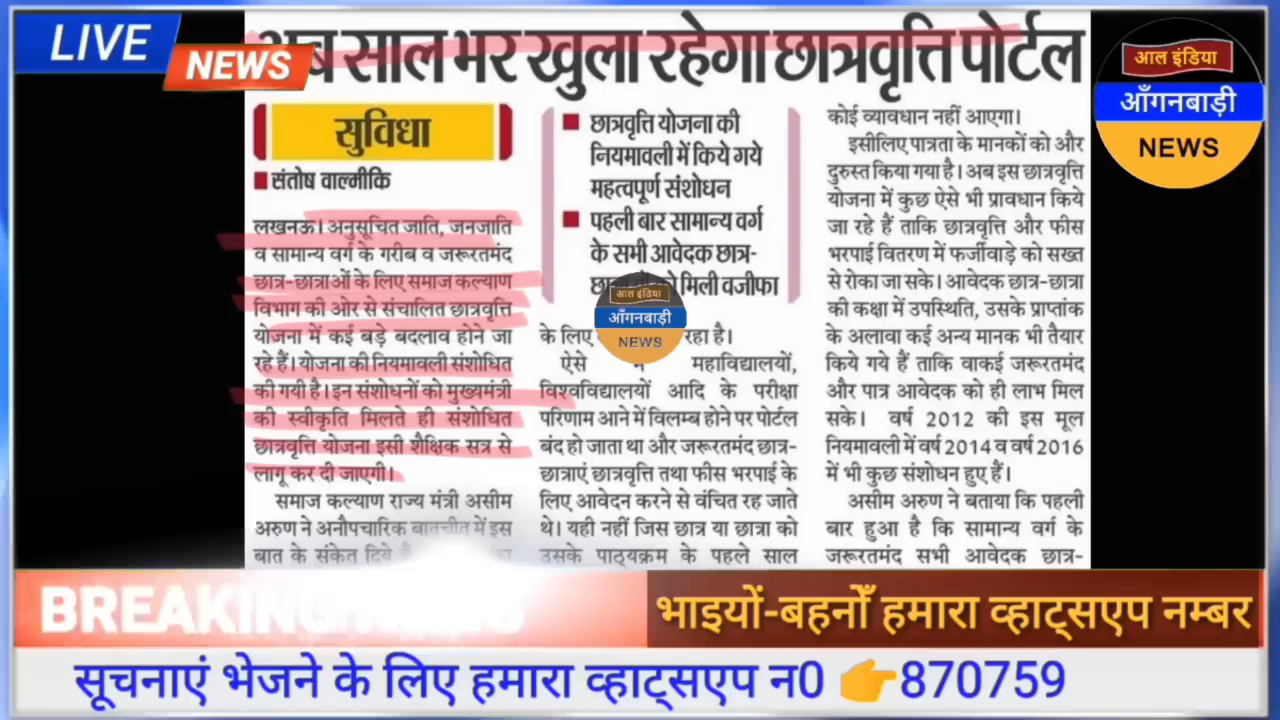 LIVE
NEWS
अब साल भर खुला रहेगा छात्रवृत्ति पोर्टल
आल इंडिया
आँगनबाड़ी
NEWS
सुविधा
संतोष वाल्मीकि
लखनऊ। अनुसूचित जाति, जनजाति
व सामान्य वर्ग के गरीब व जरूरतमंद
छात्र-छात्राओं के लिए समाज कल्याण
विभाग की ओर से संचालित छात्रवृत्ति
योजना में कई बड़े बदलाव होने जा
रहे हैं। योजना की नियमावली संशोधित
की गयी है। इन संशोधनों को मुख्यमंत्री
की स्वीकृति मिलते ही संशोधित
छात्रवृत्ति योजना इसी शैक्षिक सत्र से
लागू कर दी जाएगी।
समाज कल्याण राज्य मंत्री असीम
अरुण ने अनौपचारिक बातचीत में इस
बात के संकेत दिये
छात्रवृत्ति योजना की
नियमावली में किये गये
महत्वपूर्ण संशोधन
पहली बार सामान्य वर्ग
के सभी आवेदक छात्र-
मिली वजीफा
आल इंडिया
आँगनबाड़ी
NEWS
के लिए रहा है।
ऐसे में महाविद्यालयों,
विश्वविद्यालयों आदि के परीक्षा
परिणाम आने में विलम्ब होने पर पोर्टल
बंद हो जाता था और जरूरतमंद छात्र-
छात्राएं छात्रवृत्ति तथा फीस भरपाई के
लिए आवेदन करने से वंचित रह जाते
थे। यही नहीं जिस छात्र या छात्रा को
उसके पाठ्यक्रम के पहले साल
कोई व्यावधान नहीं आएगा।
इसीलिए पात्रता के मानकों को और
दुरुस्त किया गया है। अब इस छात्रवृत्ति
योजना में कुछ ऐसे भी प्रावधान किये
जा रहे हैं ताकि छात्रवृत्ति और फीस
भरपाई वितरण में फर्जीवाड़े को सख्त
से रोका जा सके। आवेदक छात्र-छात्रा
की कक्षा में उपस्थिति, उसके प्राप्तांक
के अलावा कई अन्य मानक भी तैयार
किये गये हैं ताकि वाकई जरूरतमंद
और पात्र आवेदक को ही लाभ मिल
सके। वर्ष 2012 की इस मूल
नियमावली में वर्ष 2014 व वर्ष 2016
में भी कुछ संशोधन हुए हैं।
असीम अरुण ने बताया कि पहली
बार हुआ है कि सामान्य वर्ग के
जरूरतमंद सभी आवेदक छात्र-
BREAKING NEWS
भाइयों-बहनोँ हमारा व्हाट्सएप नम्बर
सूचनाएं भेजने के लिए हमारा व्हाट्सएप न0 👉870759